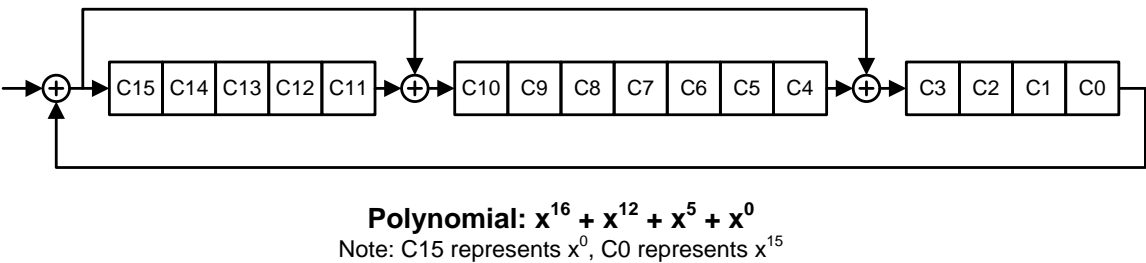 C15 C14 C13 C12 C11 C10 C9 C8 C7 C6 C5 C4 C3 C2 C1 C0
Polynomial: x¹⁶ + x¹² + x⁵ + x⁰
Note: C15 represents x⁰, C0 represents x¹⁵